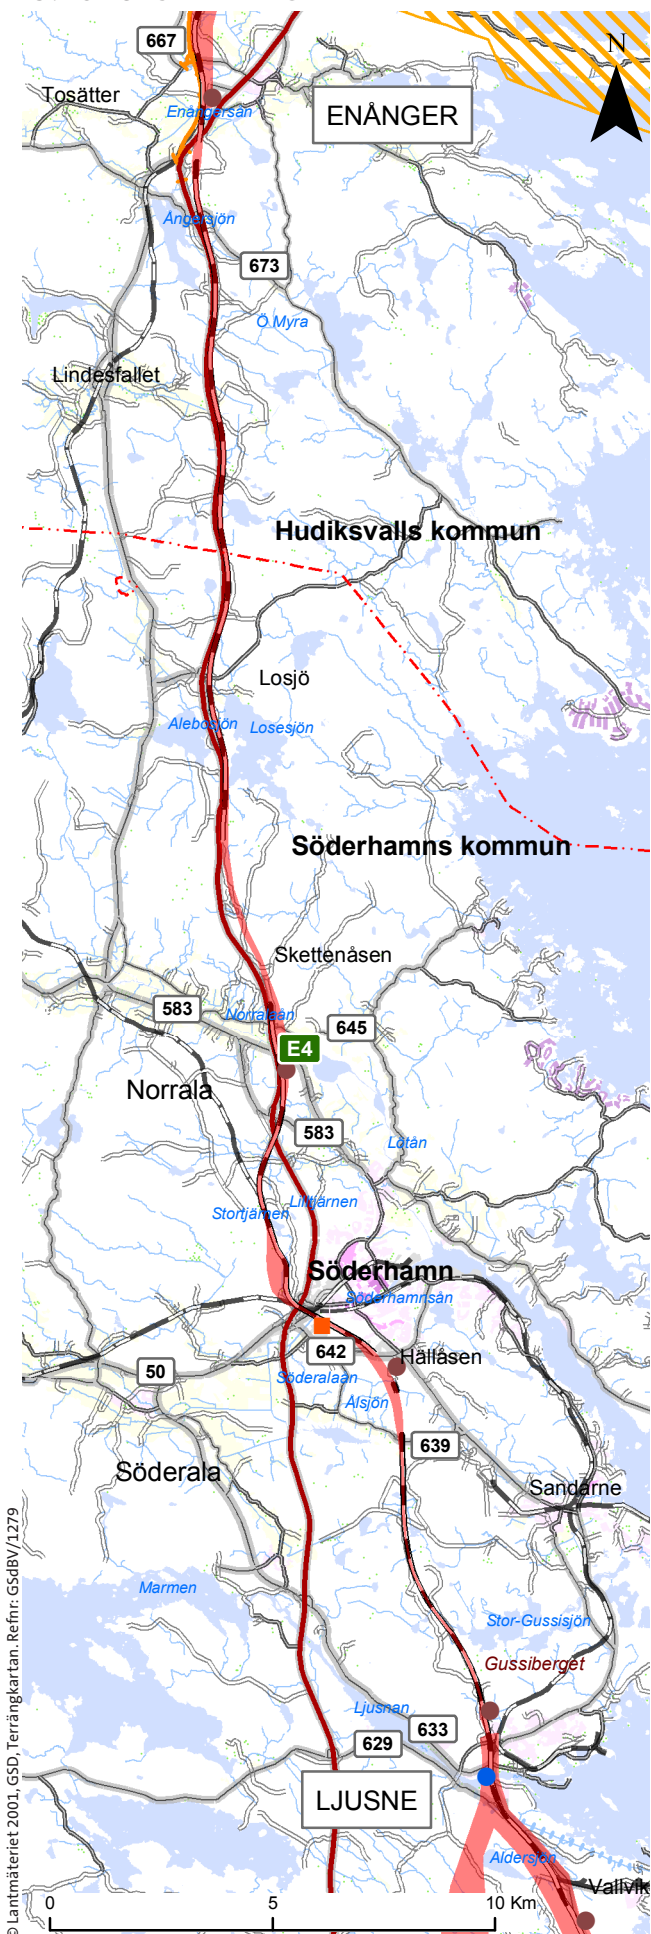 667
N
Tosätter
Enångersån
ENÅNGER
Ångersjön
673
Ö Myra
Lindesfallet
Hudiksvalls kommun
Losjö
Alebosjön
Losesjön
Söderhamns kommun
Skettenåsen
583
Norralaån
645
E4
Norrala
583
Lötån
Lilltjärnen
Stortjärnen
Söderhamn
Söderhamnsån
642
Hällåsen
50
Söderalaån
Ålsjön
639
Söderala
Sandarne
Marmen
Stor-Gussisjön
Gussiberget
Ljusnan
633
629
LJUSNE
Aldersjön
Vallvik
0 5 10 Km
© Lantmäteriet 2001, GSD, Terrängkartan. Refnr: GSdBV/1279